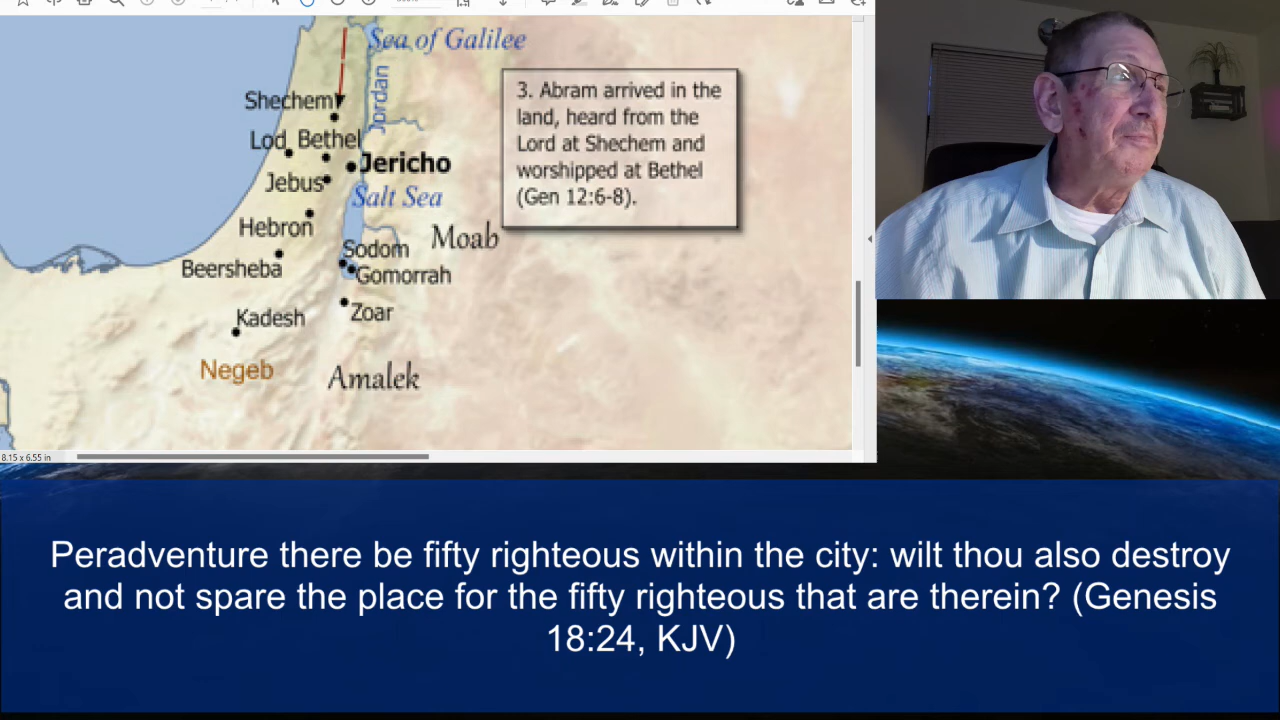 Sea of Galilee
Jordan
3. Abram arrived in the
land, heard from the
Lord at Shechem and
worshipped at Bethel
(Gen 12:6-8).
Shechem
Lod Bethel
Jericho
Jebus
Salt Sea
Hebron
Moab
Sodom
Beersheba
Gomorrah
Zoar
Kadesh
Negeb
Amalek
8.15 x 6.55 in
Peradventure there be fifty righteous within the city: wilt thou also destroy
and not spare the place for the fifty righteous that are therein? (Genesis
18:24, KJV)